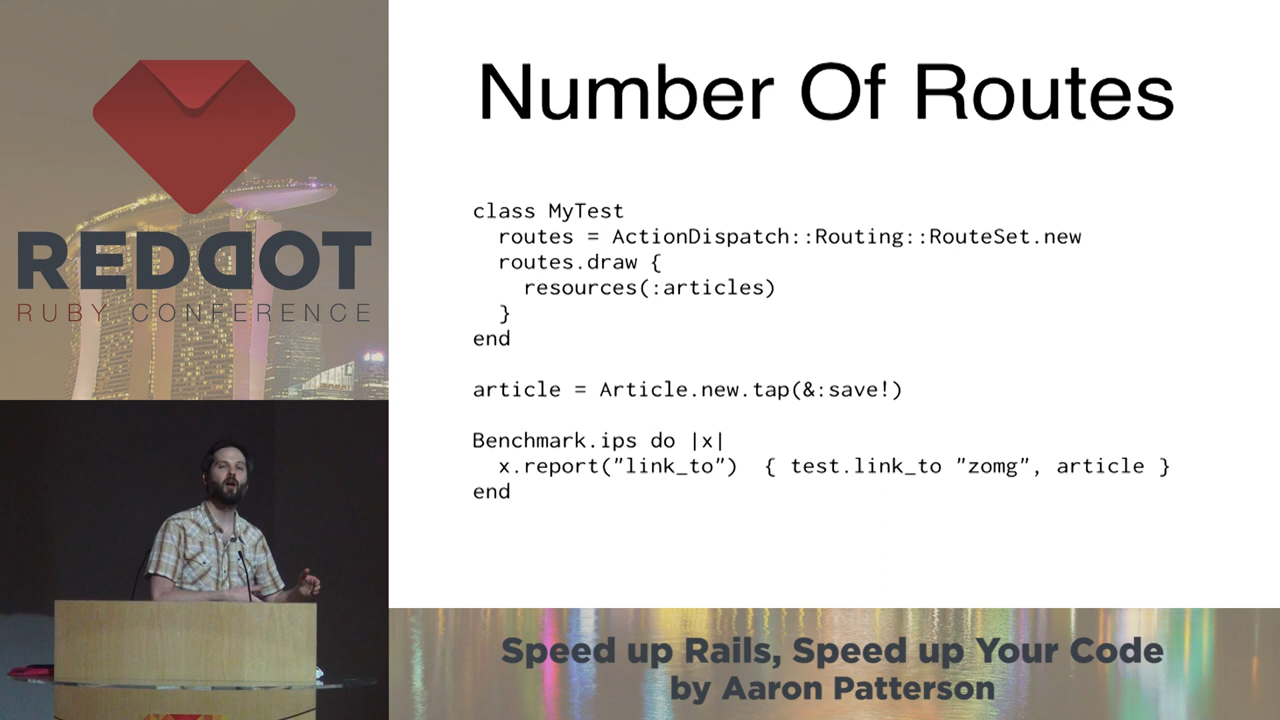 REDDOT
RUBY CONFERENCE
Number Of Routes
class MyTest
  routes = ActionDispatch::Routing::RouteSet.new
  routes.draw {
    resources(:articles)
  }
end
article = Article.new.tap(&:save!)
Benchmark.ips do |x|
  x.report("link_to")  { test.link_to "zomg", article }
end
Speed up Rails, Speed up Your Code
by Aaron Patterson